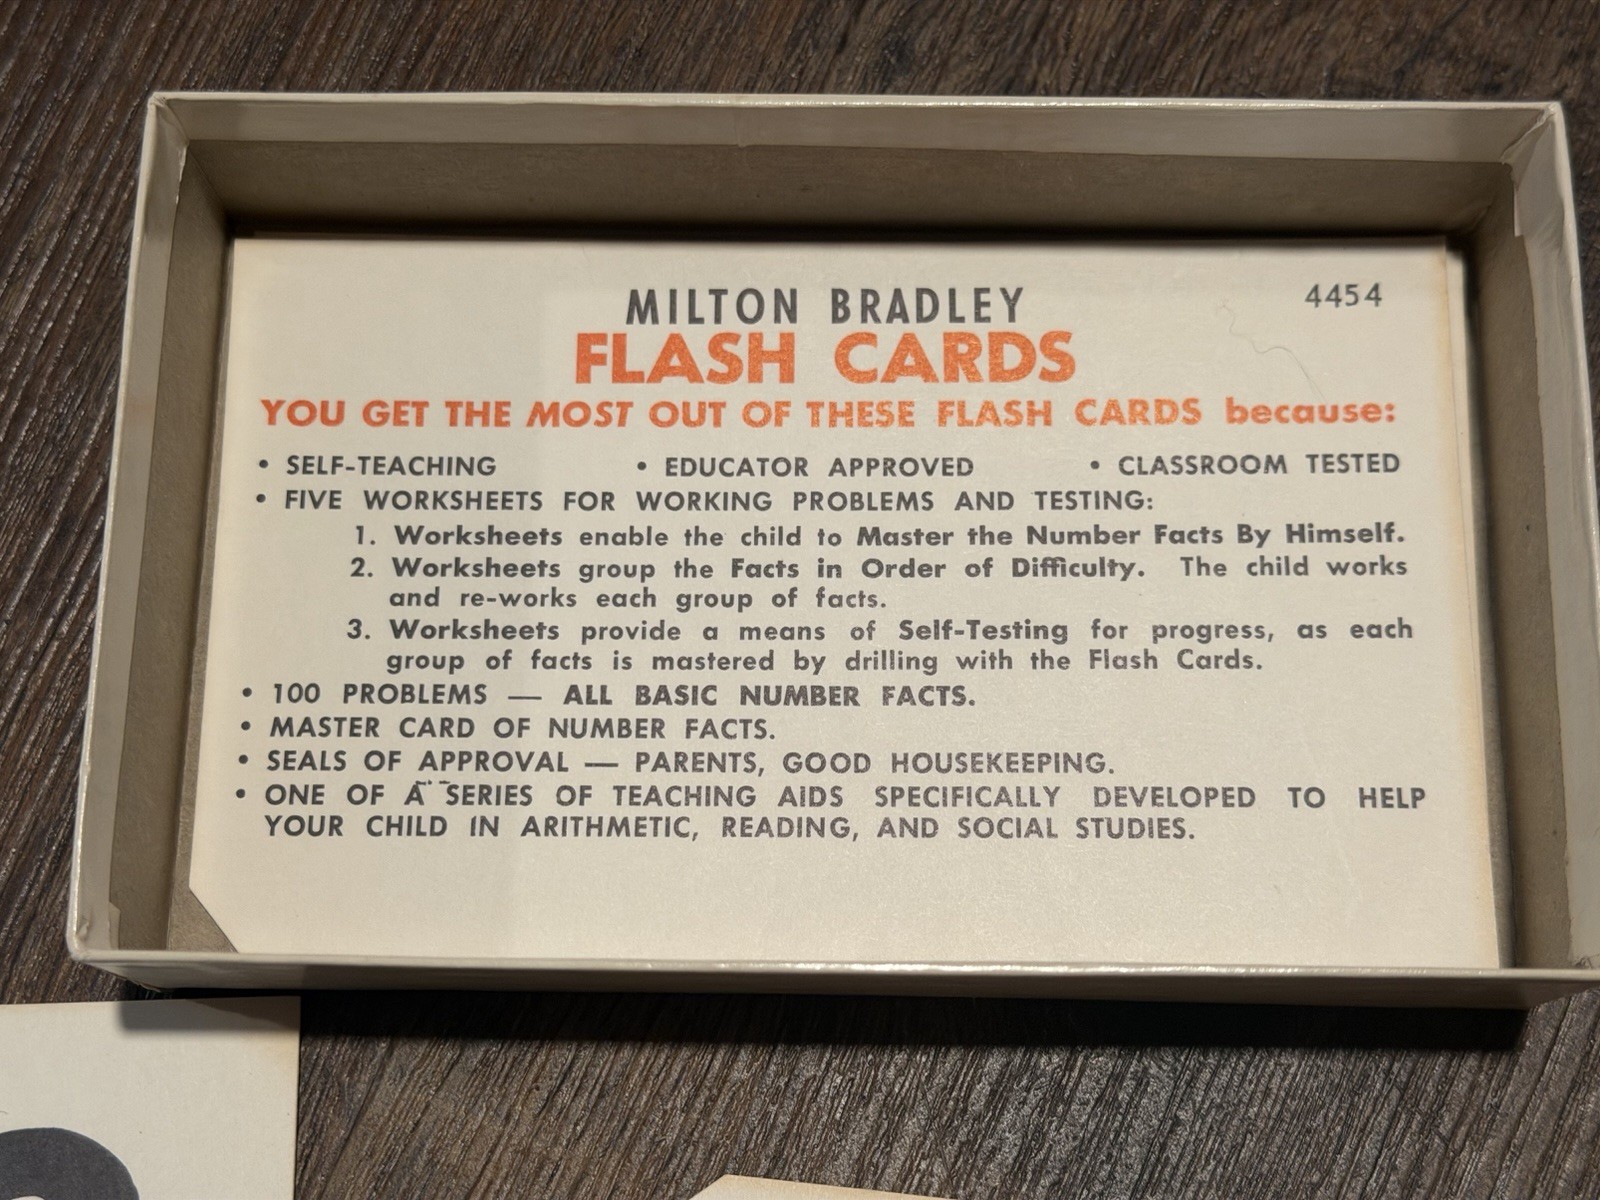 MILTON BRADLEY
4454
FLASH CARDS
YOU GET THE MOST OUT OF THESE FLASH CARDS because:
• SELF-TEACHING • EDUCATOR APPROVED • CLASSROOM TESTED
• FIVE WORKSHEETS FOR WORKING PROBLEMS AND TESTING:
1. Worksheets enable the child to Master the Number Facts By Himself.
2. Worksheets group the Facts in Order of Difficulty. The child works
and re-works each group of facts.
3. Worksheets provide a means of Self-Testing for progress, as each
group of facts is mastered by drilling with the Flash Cards.
• 100 PROBLEMS — ALL BASIC NUMBER FACTS.
• MASTER CARD OF NUMBER FACTS.
• SEALS OF APPROVAL — PARENTS, GOOD HOUSEKEEPING.
• ONE OF A SERIES OF TEACHING AIDS SPECIFICALLY DEVELOPED TO HELP
YOUR CHILD IN ARITHMETIC, READING, AND SOCIAL STUDIES.